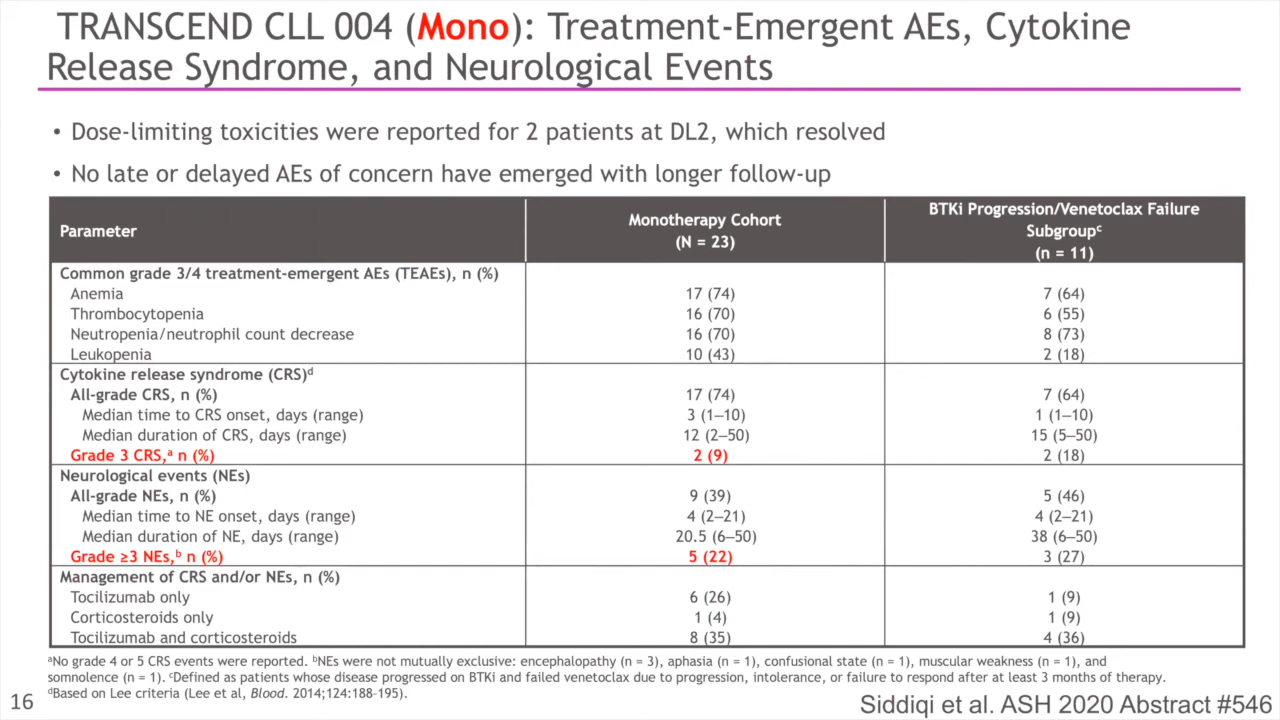 TRANSCEND CLL 004 (Mono): Treatment-Emergent AEs, Cytokine
Release Syndrome, and Neurological Events
• Dose-limiting toxicities were reported for 2 patients at DL2, which resolved
• No late or delayed AEs of concern have emerged with longer follow-up
Parameter Monotherapy Cohort (N = 23) BTKi Progression/Venetoclax Failure Subgroupᶜ (n = 11)
Common grade 3/4 treatment-emergent AEs (TEAEs), n (%)
Anemia 17 (74) 7 (64)
Thrombocytopenia 16 (70) 6 (55)
Neutropenia/neutrophil count decrease 16 (70) 8 (73)
Leukopenia 10 (43) 2 (18)
Cytokine release syndrome (CRS)ᵈ
All-grade CRS, n (%) 17 (74) 7 (64)
Median time to CRS onset, days (range) 3 (1–10) 1 (1–10)
Median duration of CRS, days (range) 12 (2–50) 15 (5–50)
Grade 3 CRS,ᵃ n (%) 2 (9) 2 (18)
Neurological events (NEs)
All-grade NEs, n (%) 9 (39) 5 (46)
Median time to NE onset, days (range) 4 (2–21) 4 (2–21)
Median duration of NE, days (range) 20.5 (6–50) 38 (6–50)
Grade ≥3 NEs,ᵇ n (%) 5 (22) 3 (27)
Management of CRS and/or NEs, n (%)
Tocilizumab only 6 (26) 1 (9)
Corticosteroids only 1 (4) 1 (9)
Tocilizumab and corticosteroids 8 (35) 4 (36)
ᵃNo grade 4 or 5 CRS events were reported. ᵇNEs were not mutually exclusive: encephalopathy (n = 3), aphasia (n = 1), confusional state (n = 1), muscular weakness (n = 1), and
somnolence (n = 1). ᶜDefined as patients whose disease progressed on BTKi and failed venetoclax due to progression, intolerance, or failure to respond after at least 3 months of therapy.
ᵈBased on Lee criteria (Lee et al, Blood. 2014;124:188–195).
16
Siddiqi et al. ASH 2020 Abstract #546